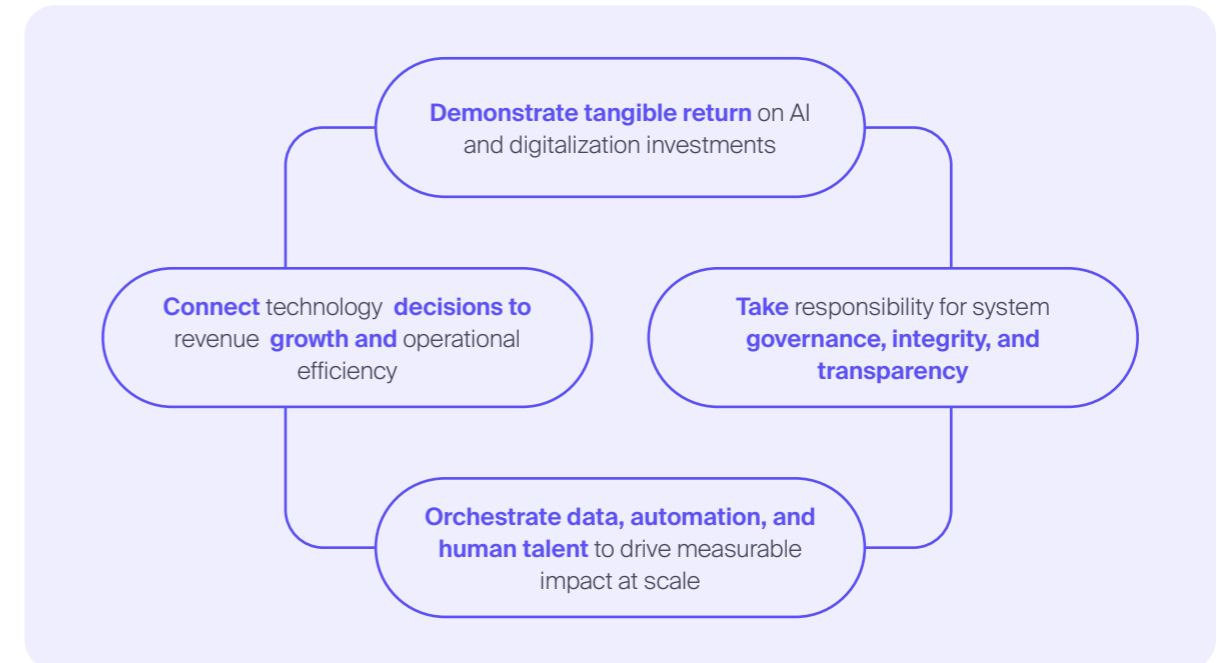 Demonstrate tangible return on AI
and digitalization investments
Connect technology decisions to
revenue growth and operational
efficiency
Take responsibility for system
governance, integrity, and
transparency
Orchestrate data, automation, and
human talent to drive measurable
impact at scale